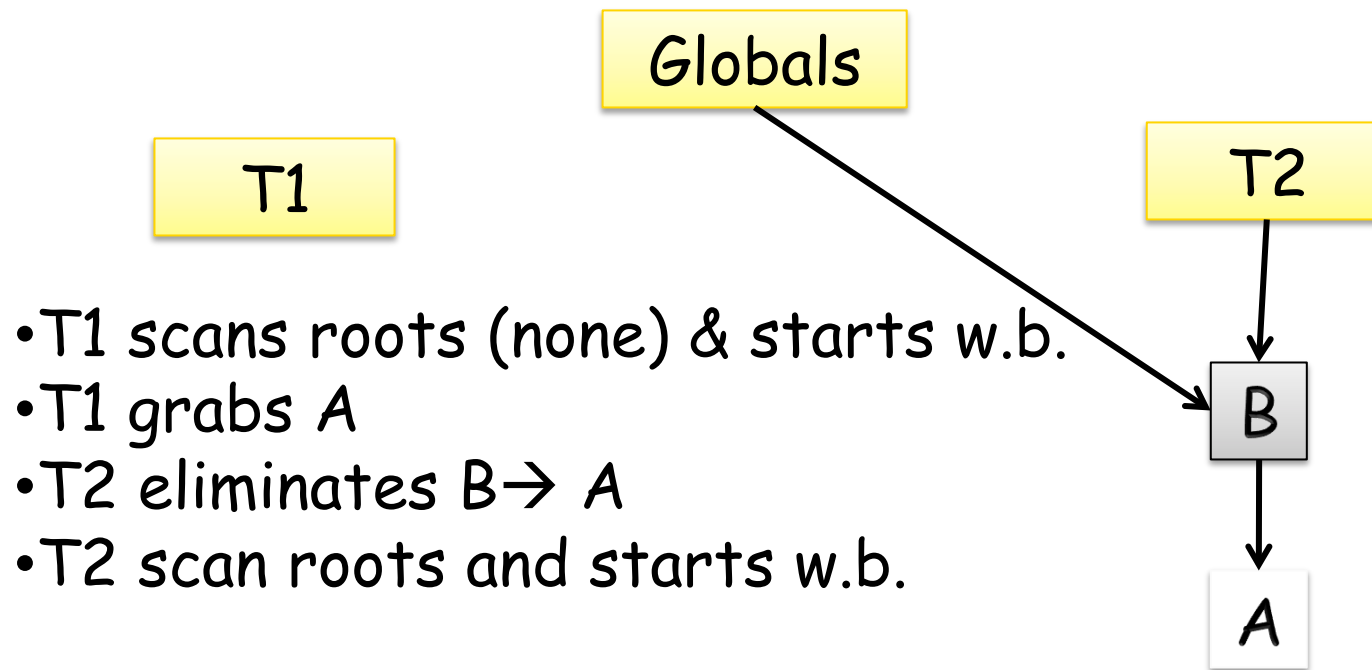 Globals
T1
T2
•T1 scans roots (none) & starts w.b.
•T1 grabs A
•T2 eliminates B→ A
•T2 scan roots and starts w.b.
B
A